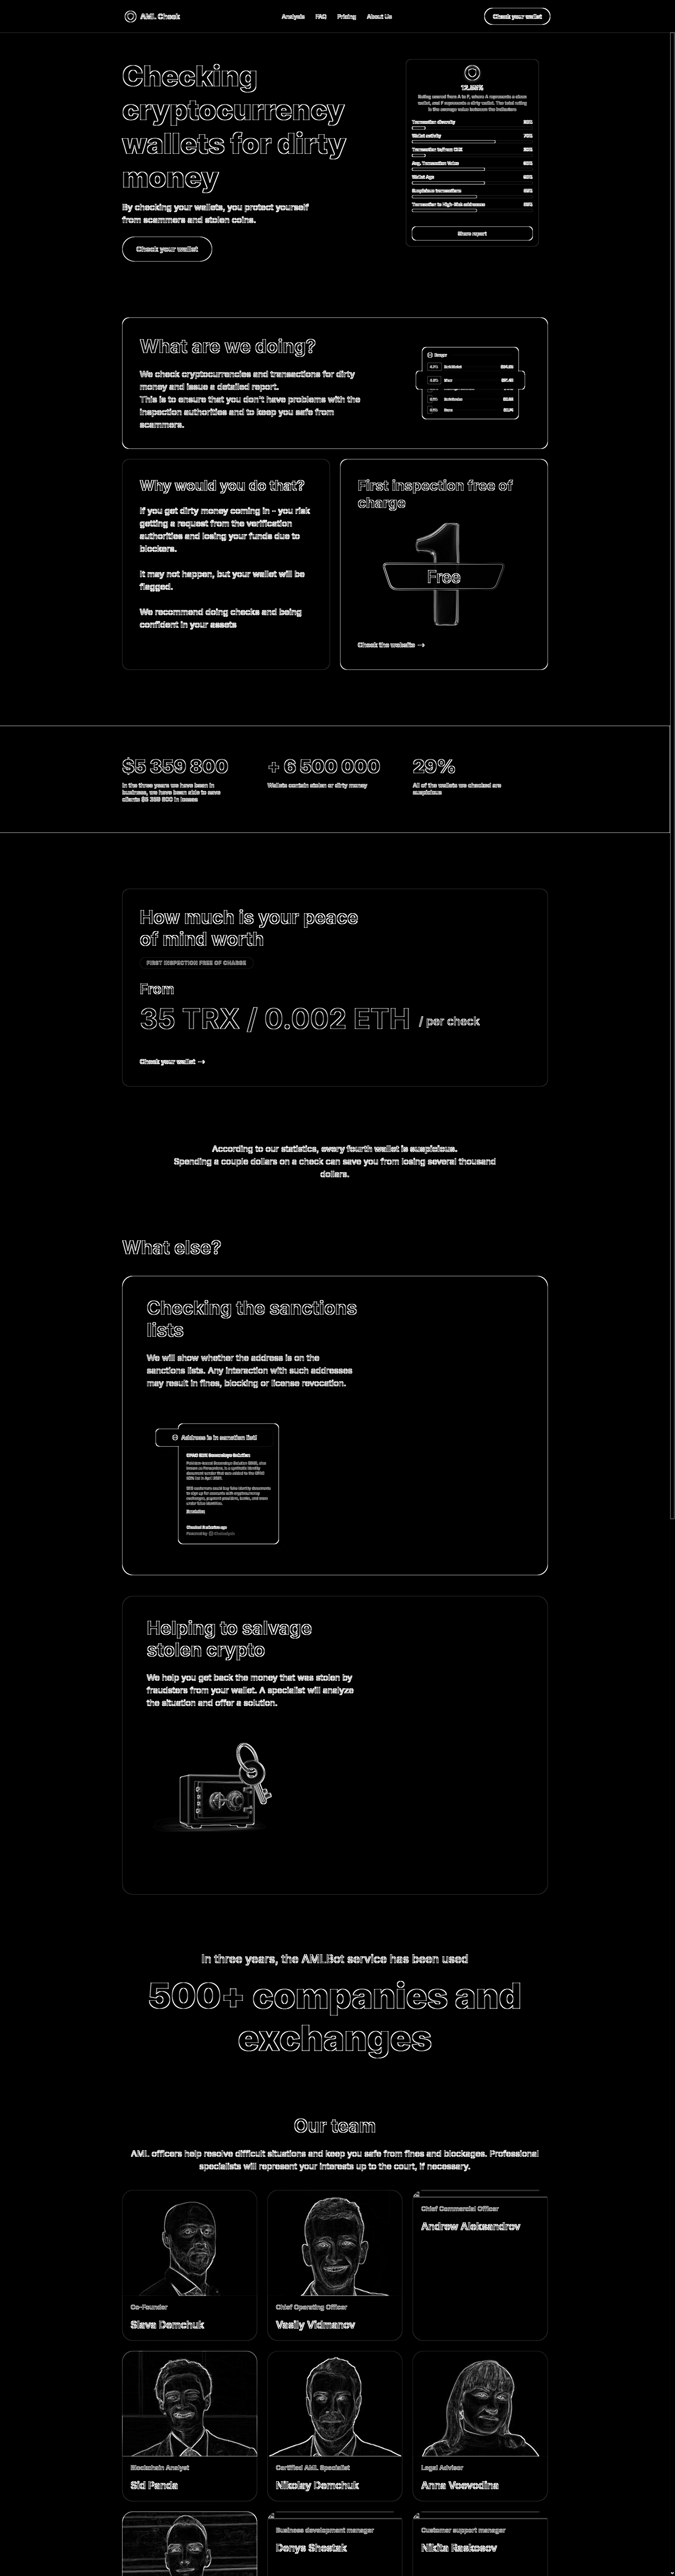 AML Check
Analysis FAQ Pricing About Us
Check your wallet
Checking
cryptocurrency
wallets for dirty
money
By checking your wallets, you protect yourself
from scammers and stolen coins.
Check your wallet
Rating scored from A to F, where A represents a clean
wallet, and F represents a dirty wallet. The total rating
is the average value between the indicators
Transaction diversity
Wallet activity
Transaction to/from CEX
Avg. Transaction Value
Wallet Age
Suspicious transactions
Transaction to High-Risk addresses
Share report
What are we doing?
We check cryptocurrencies and transactions for dirty
money and issue a detailed report.
This is to ensure that you don't have problems with the
inspection authorities and to keep you safe from
scammers.
Danger
Why would you do that?
If you get dirty money coming in - you risk
getting a request from the verification
authorities and losing your funds due to
blockers.
It may not happen, but your wallet will be
flagged.
We recommend doing checks and being
confident in your assets
First inspection free of
charge
Free
Check the website →
$5 359 800
In the three years we have been in
business, we have been able to save
clients $5 359 800 in losses
+ 6 500 000
Wallets contain stolen or dirty money
29%
All of the wallets we checked are
suspicious
How much is your peace
of mind worth
FIRST INSPECTION FREE OF CHARGE
From
35 TRX / 0.002 ETH / per check
Check your wallet →
According to our statistics, every fourth wallet is suspicious.
Spending a couple dollars on a check can save you from losing several thousand
dollars.
What else?
Checking the sanctions
lists
We will show whether the address is on the
sanctions lists. Any interaction with such addresses
may result in fines, blocking or license revocation.
Address is in sanction list!
Helping to salvage
stolen crypto
We help you get back the money that was stolen by
fraudsters from your wallet. A specialist will analyze
the situation and offer a solution.
In three years, the AMLBot service has been used
500+ companies and
exchanges
Our team
AML officers help resolve difficult situations and keep you safe from fines and blockages. Professional
specialists will represent your interests up to the court, if necessary.
Co-Founder
Slava Demchuk
Chief Operating Officer
Vasily Vidmanov
Chief Commercial Officer
Andrew Aleksandrov
Blockchain Analyst
Sid Panda
Certified AML Specialist
Nikolay Demchuk
Legal Advisor
Anna Voevodina
Business development manager
Denys Shostak
Customer support manager
Nikita Raskosov